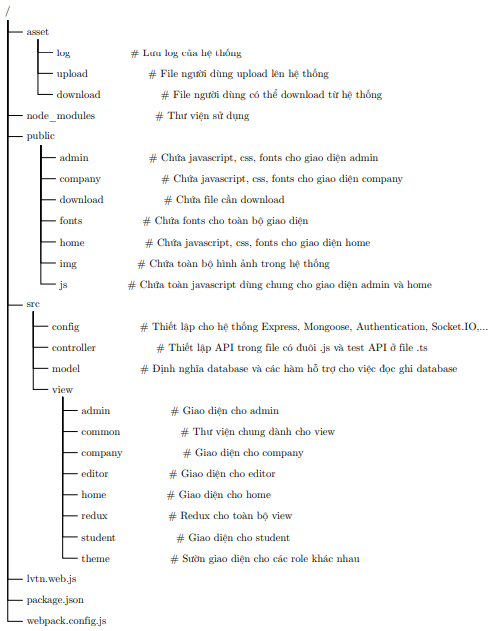 /
asset
log # Lưu log của hệ thống
upload # File người dùng upload lên hệ thống
download # File người dùng có thể download từ hệ thống
node_modules # Thư viện sử dụng
public
admin # Chứa javascript, css, fonts cho giao diện admin
company # Chứa javascript, css, fonts cho giao diện company
download # Chứa file cần download
fonts # Chứa fonts cho toàn bộ giao diện
home # Chứa javascript, css, fonts cho giao diện home
img # Chứa toàn bộ hình ảnh trong hệ thống
js # Chứa toàn javascript dùng chung cho giao diện admin và home
src
config # Thiết lập cho hệ thống Express, Mongoose, Authentication, Socket.IO,...
controller # Thiết lập API trong file có đuôi .js và test API ở file .ts
model # Định nghĩa database và các hàm hỗ trợ cho việc đọc ghi database
view
admin # Giao diện cho admin
common # Thư viện chung dành cho view
company # Giao diện cho company
editor # Giao diện cho editor
home # Giao diện cho home
redux # Redux cho toàn bộ view
student # Giao diện cho student
theme # Sườn giao diện cho các role khác nhau
lvtn.web.js
package.json
webpack.config.js